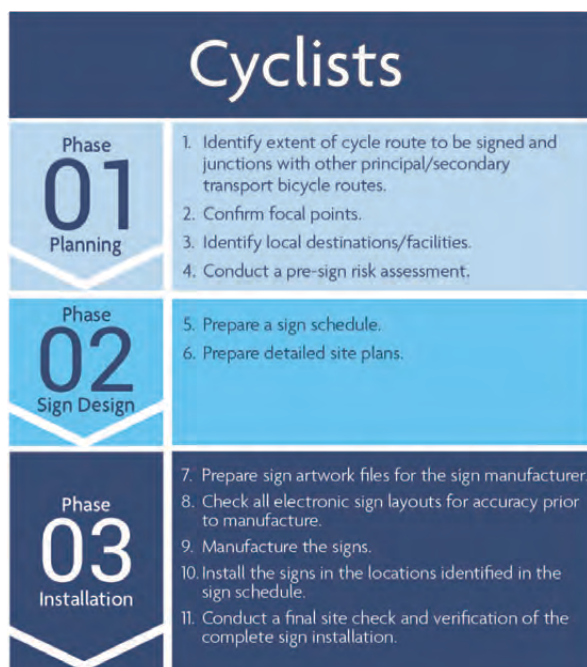 Cyclists
Phase
01
Planning
1. Identify extent of cycle route to be signed and
junctions with other principal/secondary
transport bicycle routes.
2. Confirm focal points.
3. Identify local destinations/facilities.
4. Conduct a pre-sign risk assessment.
Phase
02
Sign Design
5. Prepare a sign schedule.
6. Prepare detailed site plans.
Phase
03
Installation
7. Prepare sign artwork files for the sign manufacturer.
8. Check all electronic sign layouts for accuracy prior
to manufacture.
9. Manufacture the signs.
10. Install the signs in the locations identified in the
sign schedule.
11. Conduct a final site check and verification of the
complete sign installation.